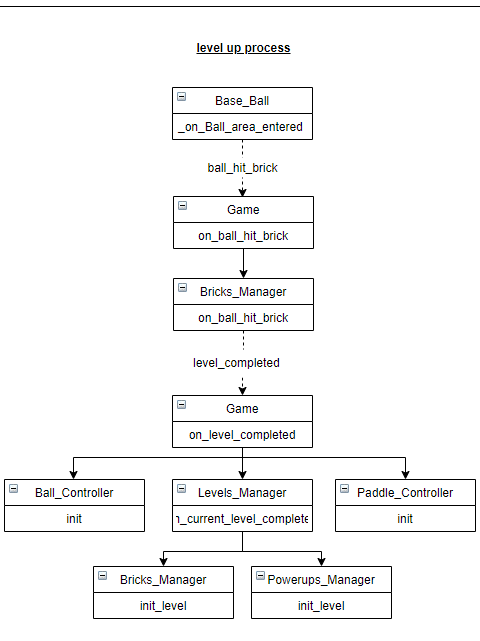 level up process
Base_Ball
_on_Ball_area_entered
ball_hit_brick
Game
on_ball_hit_brick
Bricks_Manager
on_ball_hit_brick
level_completed
Game
on_level_completed
Ball_Controller
Levels_Manager
Paddle_Controller
init
n_current_level_complete
init
Bricks_Manager
Powerups_Manager
init_level
init_level